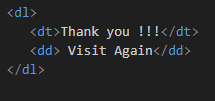 <dl>
<dt>Thank you !!!</dt>
<dd> Visit Again</dd>
</dl>